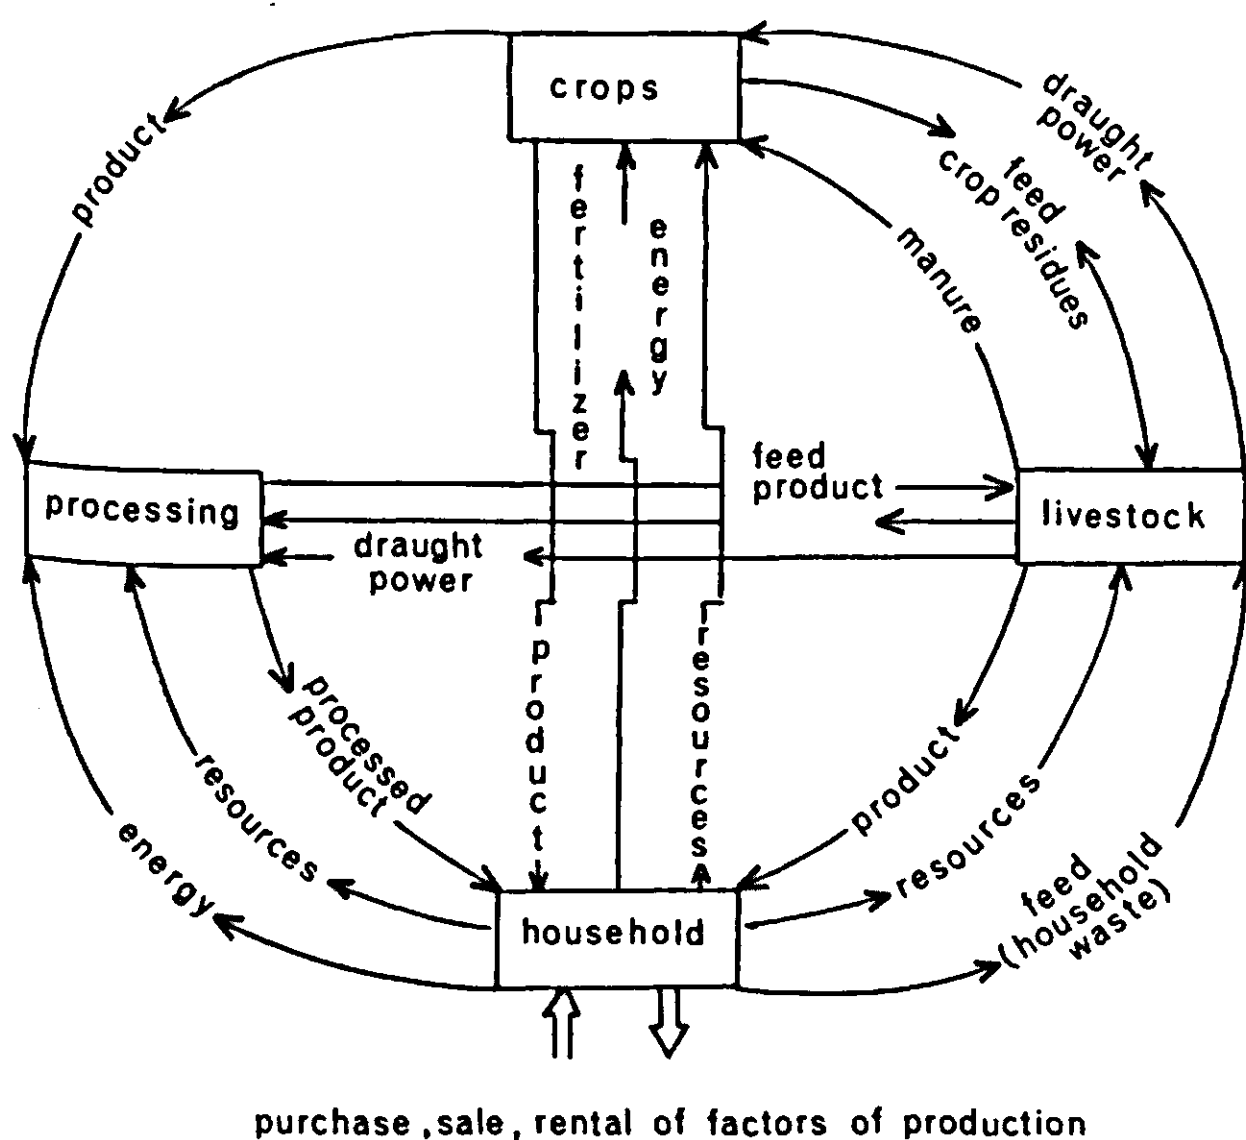 crops
draught
power
product
feed
crop residues
manure
fertilizer
energy
feed
product
processing
livestock
draught
power
product
resources
processed
product
resources
energy
product
resources
feed
(household
waste)
household
purchase, sale, rental of factors of production